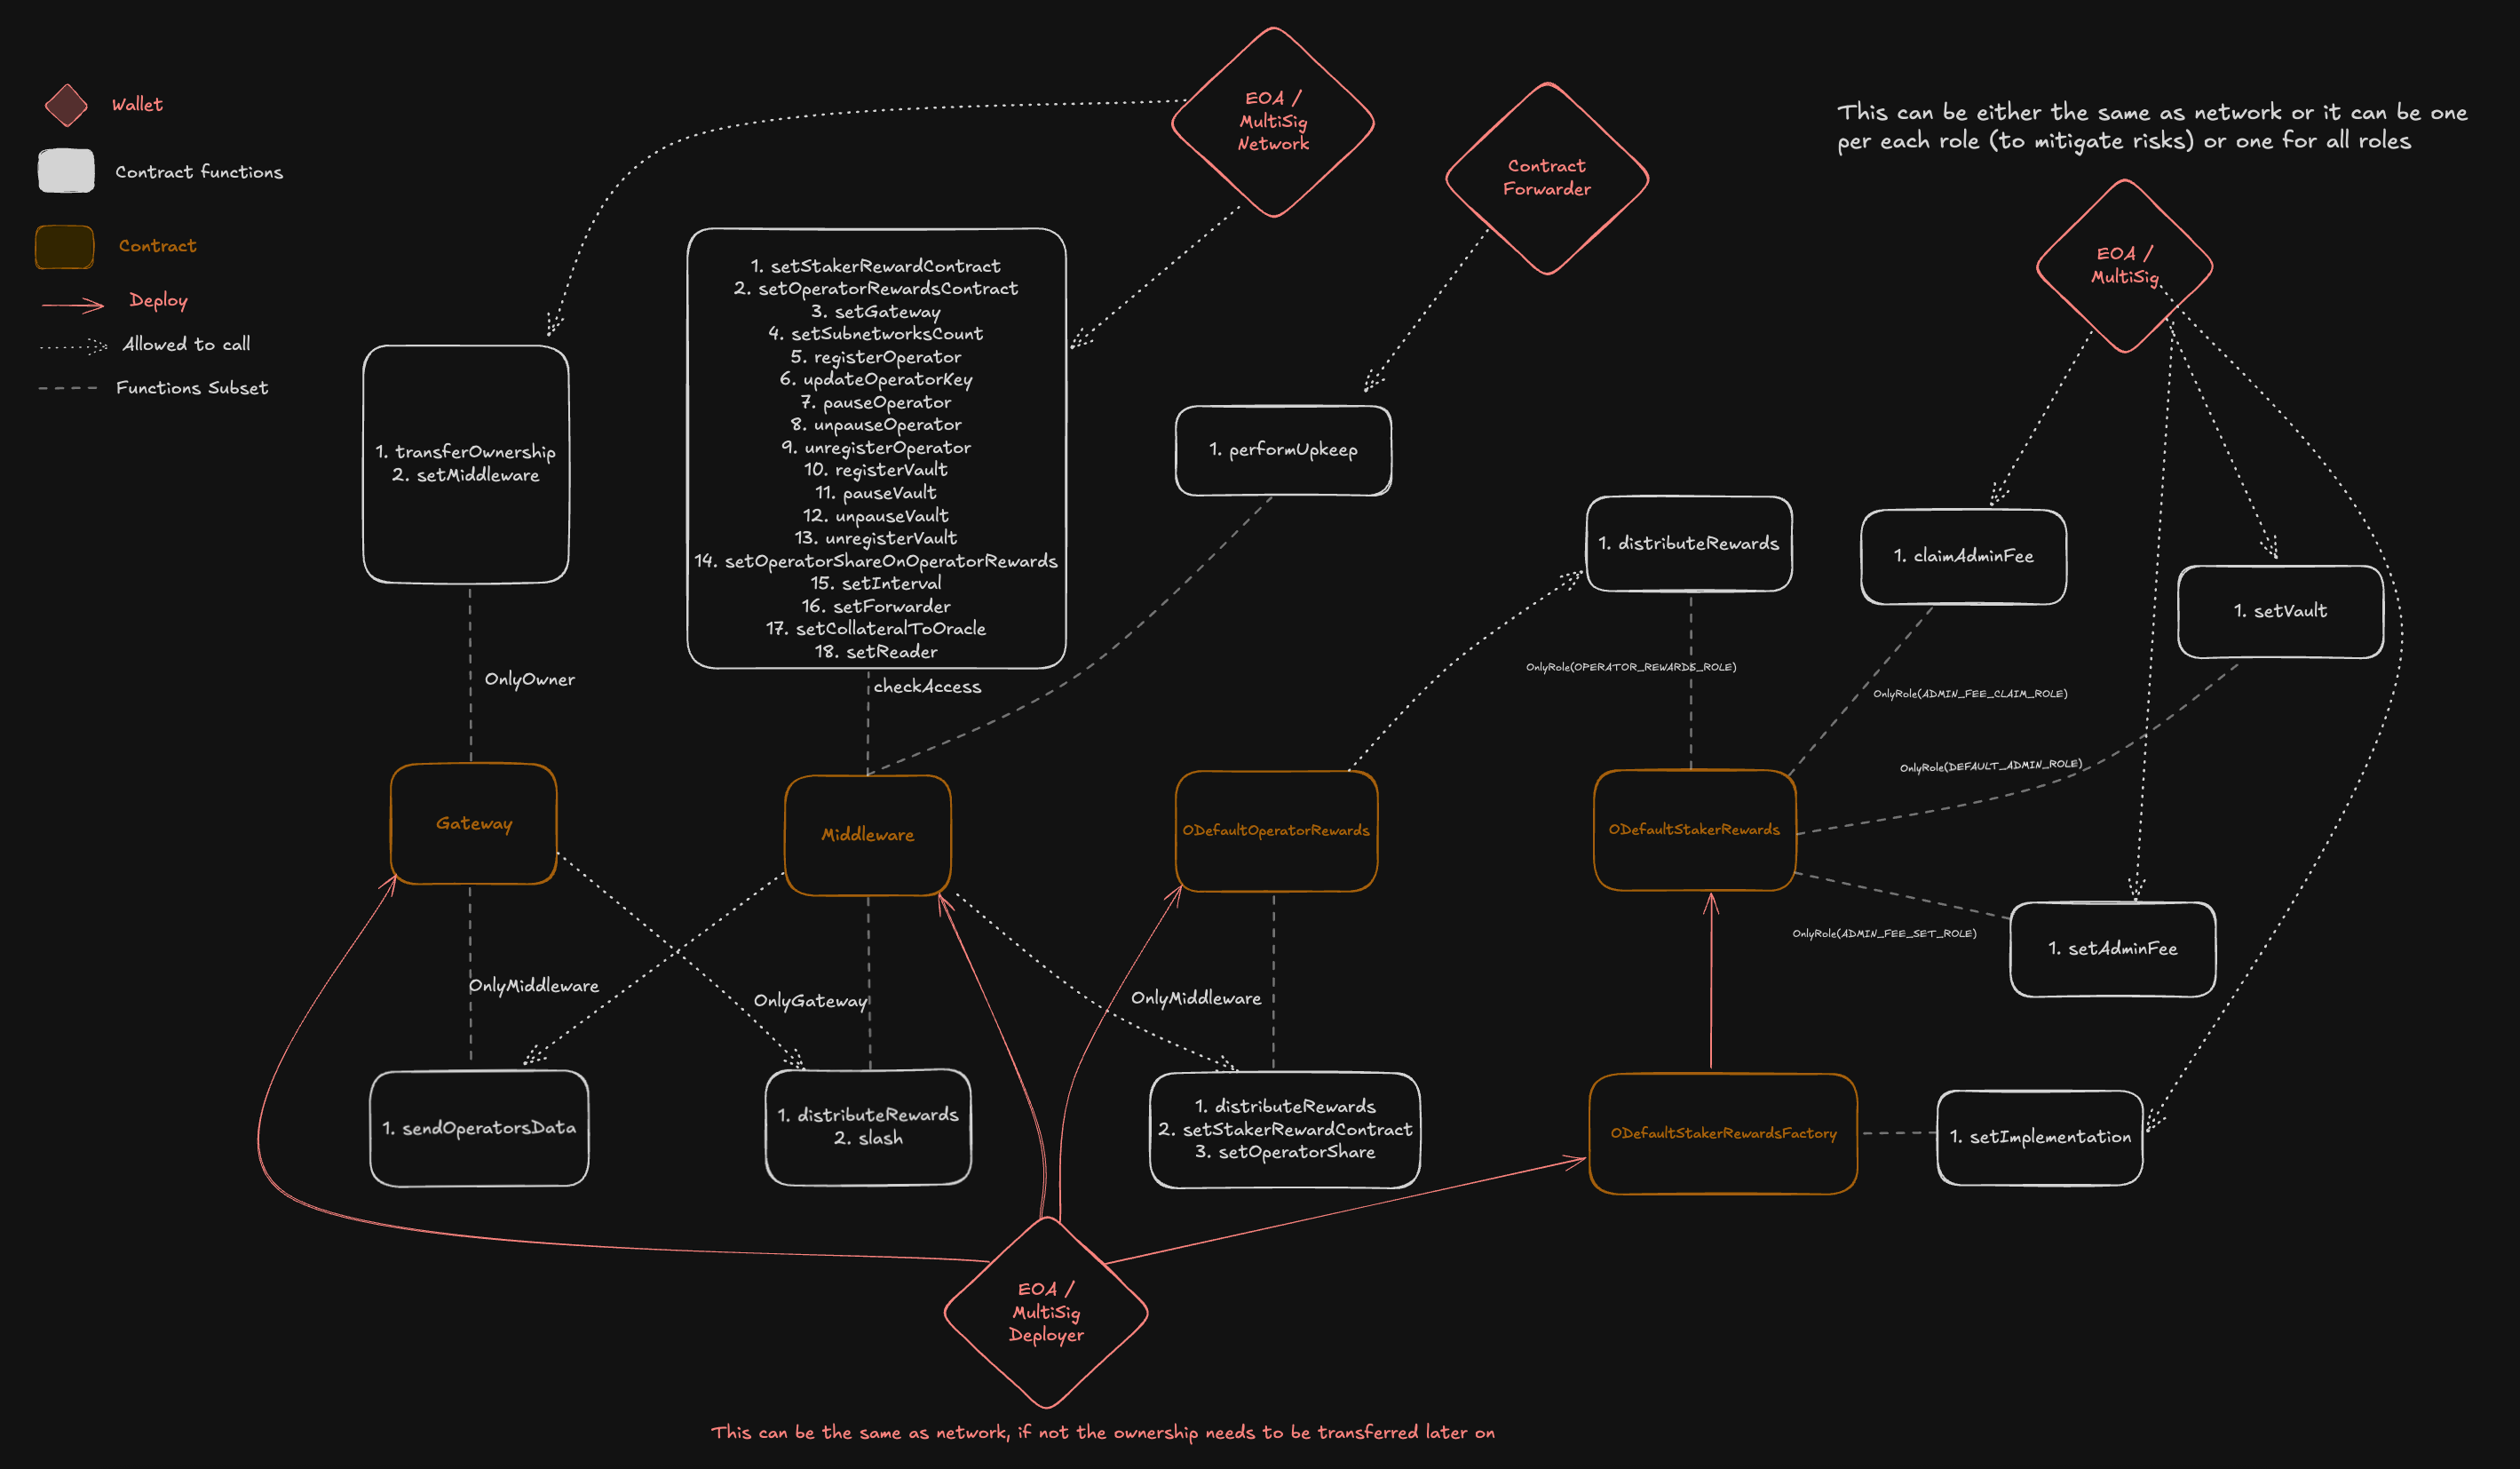 Wallet
Contract functions
Contract
Deploy
Allowed to call
Functions Subset
EOA /
MultiSig
Network
Contract
Forwarder
This can be either the same as network or it can be one
per each role (to mitigate risks) or one for all roles
EOA /
MultiSig
1. transferOwnership
2. setMiddleware
1. setStakerRewardContract
2. setOperatorRewardsContract
3. setGateway
4. setSubnetworksCount
5. registerOperator
6. updateOperatorKey
7. pauseOperator
8. unpauseOperator
9. unregisterOperator
10. registerVault
11. pauseVault
12. unpauseVault
13. unregisterVault
14. setOperatorShareOnOperatorRewards
15. setInterval
16. setForwarder
17. setCollateralToOracle
18. setReader
1. performUpkeep
1. distributeRewards
1. claimAdminFee
1. setVault
OnlyOwner
checkAccess
OnlyRole(OPERATOR_REWARDS_ROLE)
OnlyRole(ADMIN_FEE_CLAIM_ROLE)
OnlyRole(DEFAULT_ADMIN_ROLE)
Gateway
Middleware
ODefaultOperatorRewards
ODefaultStakerRewards
OnlyRole(ADMIN_FEE_SET_ROLE)
1. setAdminFee
OnlyMiddleware
OnlyGateway
OnlyMiddleware
1. sendOperatorsData
1. distributeRewards
2. slash
1. distributeRewards
2. setStakerRewardContract
3. setOperatorShare
ODefaultStakerRewardsFactory
1. setImplementation
EOA /
MultiSig
Deployer
This can be the same as network, if not the ownership needs to be transferred later on